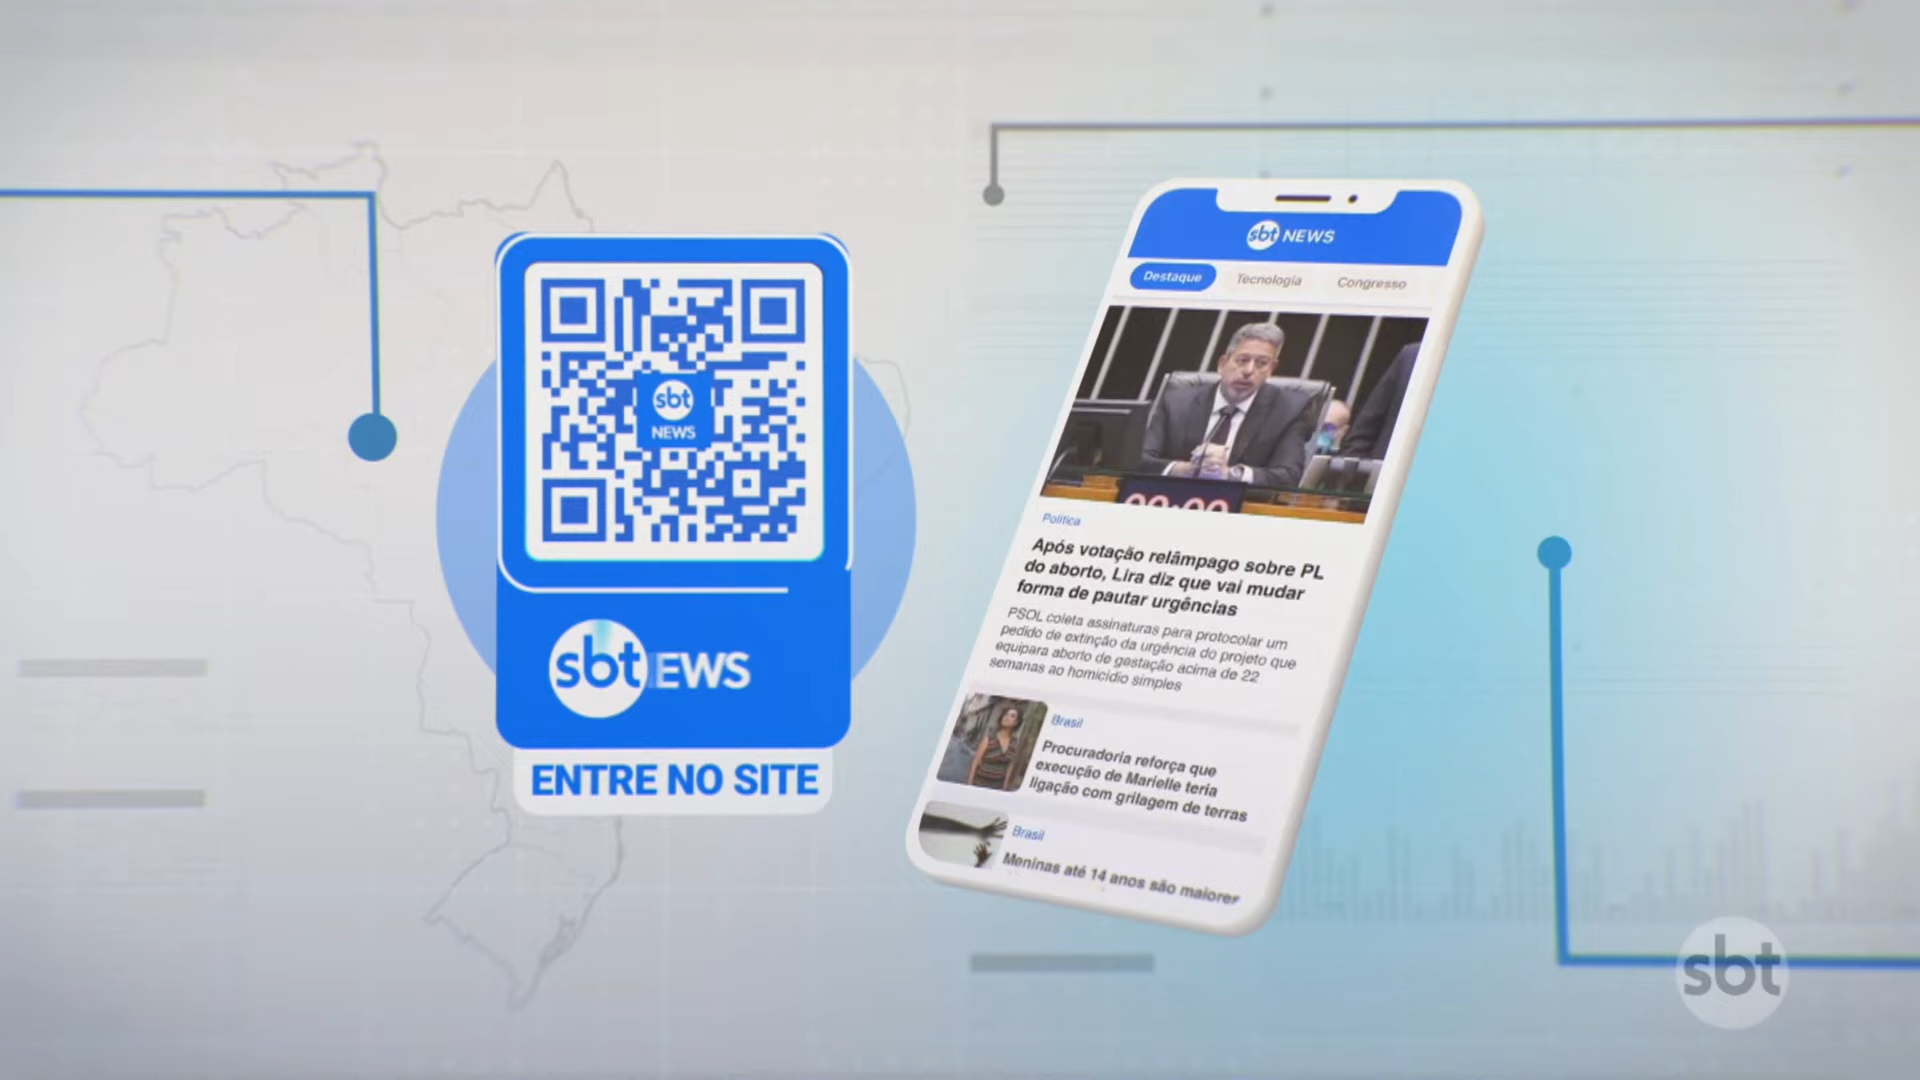 sbt
NEWS
sbt EWS
ENTRE NO SITE
sbt NEWS
Destaque Tecnologia Congresso
00:00
Política
Após votação relâmpago sobre PL
do aborto, Lira diz que vai mudar
forma de pautar urgências
PSOL coleta assinaturas para protocolar um
pedido de extinção da urgência do projeto que
equipara aborto de gestação acima de 22
semanas ao homicídio simples
Brasil
Procuradoria reforça que
execução de Marielle teria
ligação com grilagem de terras
Brasil
Meninas até 14 anos são maiores
sbt